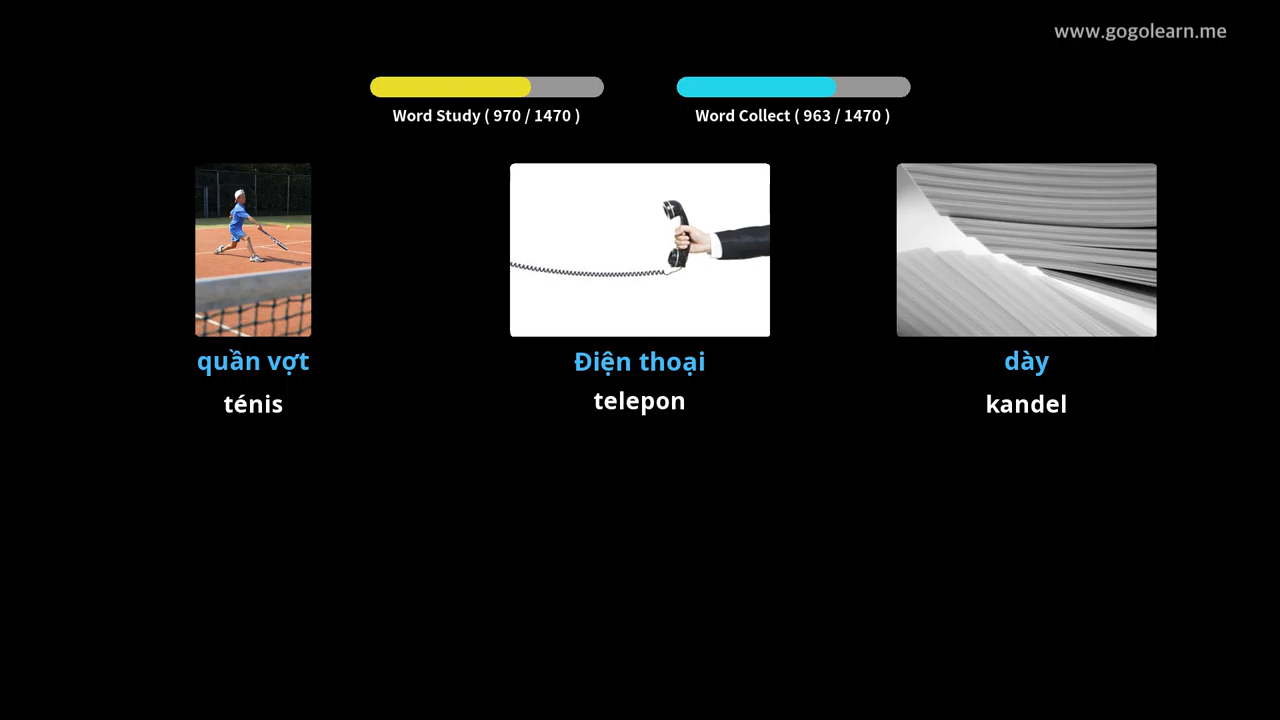 www.gogolearn.me
Word Study ( 970 / 1470 )
Word Collect ( 963 / 1470 )
quần vợt
Điện thoại
dày
ténis
telepon
kandel